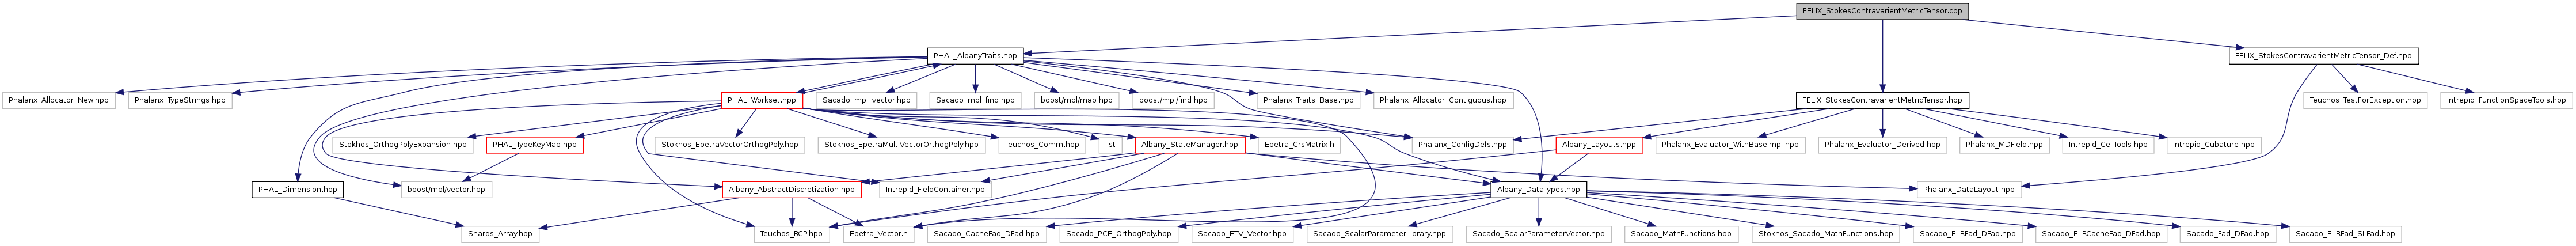 FELIX_StokesContravarientMetricTensor.cpp
PHAL_AlbanyTraits.hpp
FELIX_StokesContravarientMetricTensor_Def.hpp
Phalanx_Allocator_New.hpp
Phalanx_TypeStrings.hpp
PHAL_Workset.hpp
Sacado_mpl_vector.hpp
Sacado_mpl_find.hpp
boost/mpl/map.hpp
boost/mpl/find.hpp
Phalanx_Traits_Base.hpp
Phalanx_Allocator_Contiguous.hpp
FELIX_StokesContravarientMetricTensor.hpp
Teuchos_TestForException.hpp
Intrepid_FunctionSpaceTools.hpp
Stokhos_OrthogPolyExpansion.hpp
PHAL_TypeKeyMap.hpp
Stokhos_EpetraVectorOrthogPoly.hpp
Stokhos_EpetraMultiVectorOrthogPoly.hpp
Teuchos_Comm.hpp
list
Albany_StateManager.hpp
Epetra_CrsMatrix.h
Phalanx_ConfigDefs.hpp
Albany_Layouts.hpp
Phalanx_Evaluator_WithBaseImpl.hpp
Phalanx_Evaluator_Derived.hpp
Phalanx_MDField.hpp
Intrepid_CellTools.hpp
Intrepid_Cubature.hpp
PHAL_Dimension.hpp
boost/mpl/vector.hpp
Albany_AbstractDiscretization.hpp
Intrepid_FieldContainer.hpp
Albany_DataTypes.hpp
Phalanx_DataLayout.hpp
Shards_Array.hpp
Teuchos_RCP.hpp
Epetra_Vector.h
Sacado_CacheFad_DFad.hpp
Sacado_PCE_OrthogPoly.hpp
Sacado_ETV_Vector.hpp
Sacado_ScalarParameterLibrary.hpp
Sacado_ScalarParameterVector.hpp
Sacado_MathFunctions.hpp
Stokhos_Sacado_MathFunctions.hpp
Sacado_ELRFad_DFad.hpp
Sacado_ELRCacheFad_DFad.hpp
Sacado_Fad_DFad.hpp
Sacado_ELRFad_SLFad.hpp